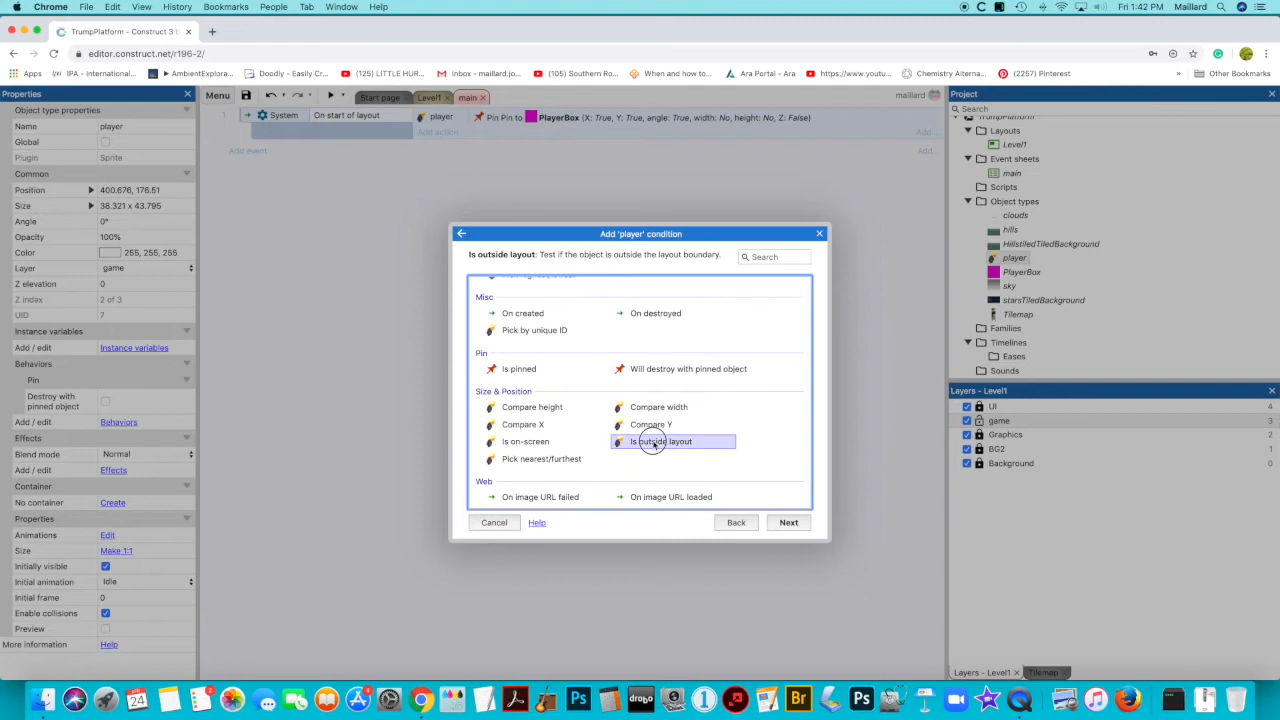 Chrome File Edit View History Bookmarks People Tab Window Help Fri 1:42 PM Maillard
TrumpPlatform - Construct 3
editor.construct.net/r196-2/
Apps IPA - International... AmbientExplora... Doodly - Easily Cr... (125) LITTLE HUR... Inbox - maillard.jo... (105) Southern Ro... When and how to... Ara Portal - Ara https://www.youtu... Chemistry Alterna... (2257) Pinterest » Other Bookmarks
Properties
Menu Start page Level1 main maillard
Project
Object type properties
Name player
Global
Plugin Sprite
Common
Position 400.676, 176.51
Size 38.321 x 43.795
Angle 0°
Opacity 100%
Color 255, 255, 255
Layer game
Z elevation 0
Z index 2 of 3
UID 7
Instance variables
Add / edit Instance variables
Behaviors
Pin
Destroy with
pinned object
Add / edit Behaviors
Effects
Blend mode Normal
Add / edit Effects
Container
No container Create
Properties
Animations Edit
Size Make 1:1
Initially visible
Initial animation Idle
Initial frame 0
Enable collisions
Preview
More information Help
1 System On start of layout player Pin Pin to PlayerBox (X: True, Y: True, angle: True, width: No, height: No, Z: False)
Add action Add...
Add event Add...
Add 'player' condition
Is outside layout: Test if the object is outside the layout boundary. Search
Misc
On created On destroyed
Pick by unique ID
Pin
Is pinned Will destroy with pinned object
Size & Position
Compare height Compare width
Compare X Compare Y
Is on-screen Is outside layout
Pick nearest/furthest
Web
On image URL failed On image URL loaded
Cancel Help Back Next
Search
TrumpPlatform
Layouts
Level1
Event sheets
main
Scripts
Object types
clouds
hills
HillstiledTiledBackground
player
PlayerBox
sky
starsTiledBackground
Tilemap
Families
Timelines
Eases
Sounds
Layers - Level1
UI 4
game 3
Graphics 2
BG2 1
Background 0
Layers - Level1 Tilemap